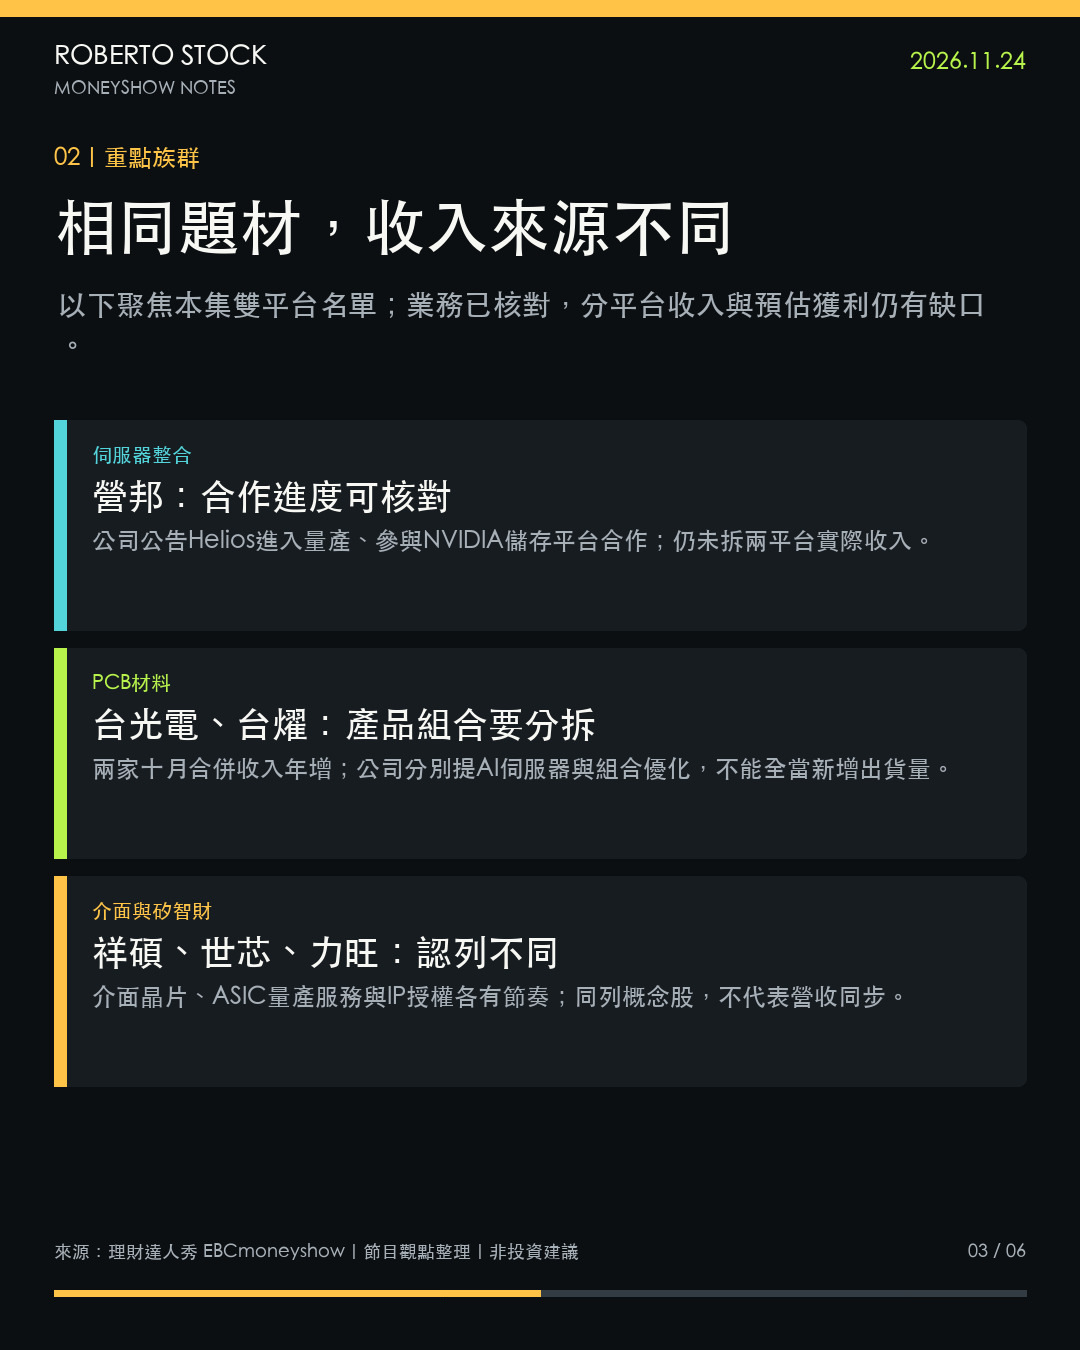 ROBERTO STOCK
MONEYSHOW NOTES
2026.11.24
02｜重點族群
相同題材，收入來源不同
以下聚焦本集雙平台名單；業務已核對，分平台收入與預估獲利仍有缺口
。
伺服器整合
營邦：合作進度可核對
公司公告Helios進入量產、參與NVIDIA儲存平台合作；仍未拆兩平台實際收入。
PCB材料
台光電、台燿：產品組合要分拆
兩家十月合併收入年增；公司分別提AI伺服器與組合優化，不能全當新增出貨量。
介面與矽智財
祥碩、世芯、力旺：認列不同
介面晶片、ASIC量產服務與IP授權各有節奏；同列概念股，不代表營收同步。
來源：理財達人秀 EBCmoneyshow｜節目觀點整理｜非投資建議
03 / 06